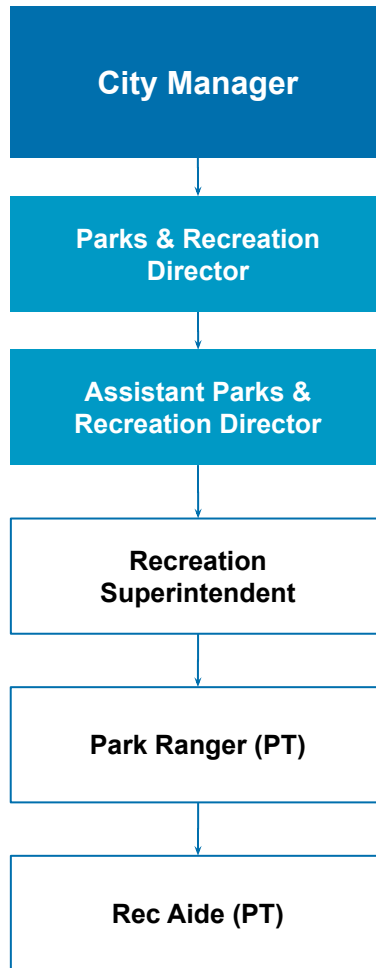 City Manager
Parks & Recreation
Director
Assistant Parks &
Recreation Director
Recreation
Superintendent
Park Ranger (PT)
Rec Aide (PT)